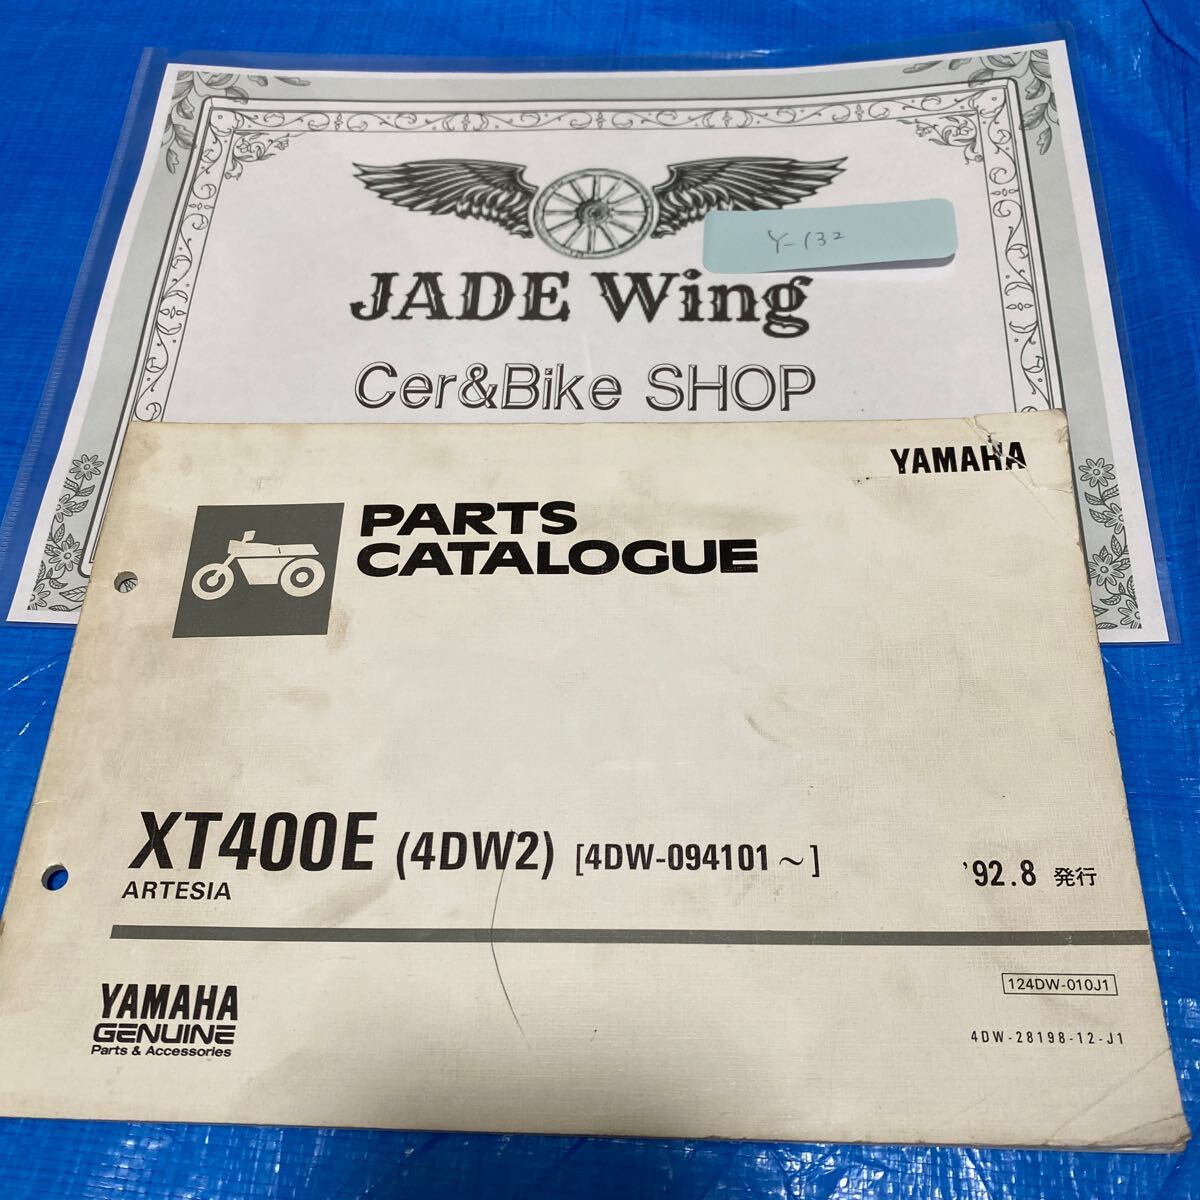 Y-132
JADE Wing
Cer&Bike SHOP
YAMAHA
PARTS
CATALOGUE
XT400E (4DW2) [4DW-094101～]
ARTESIA
'92.8 発行
124DW-010J1
YAMAHA
GENUINE
Parts & Accessories
4DW-28198-12-J1